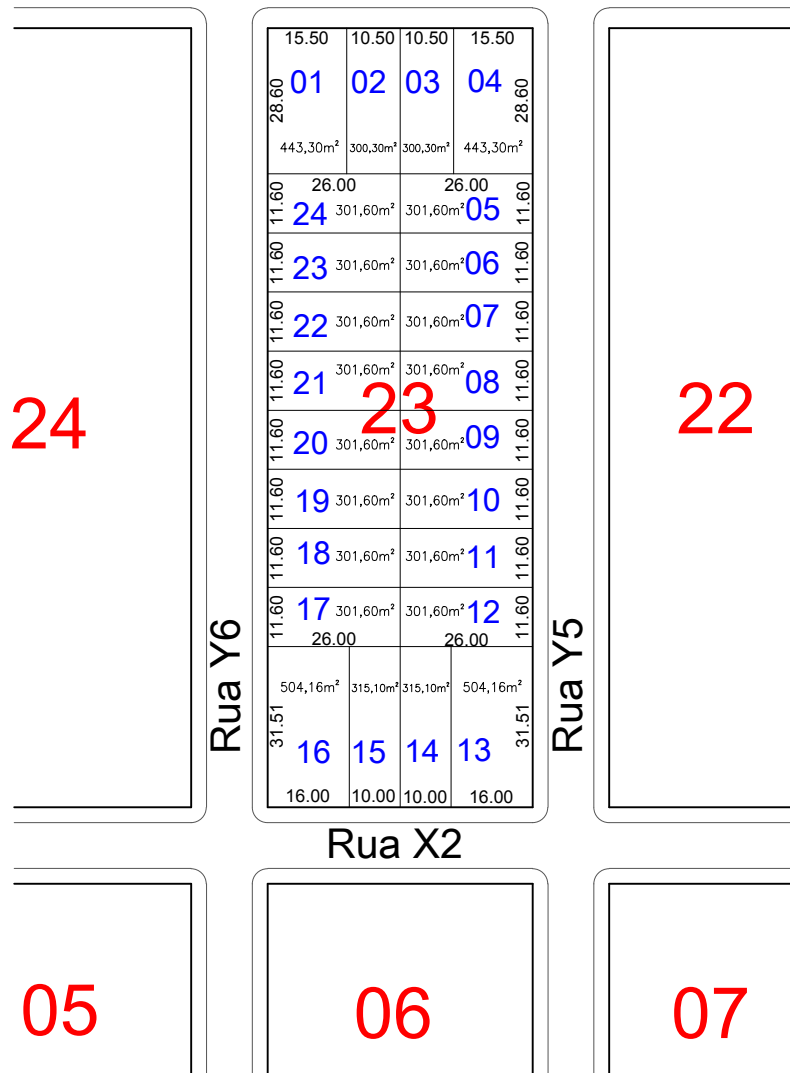 15.50 10.50 10.50 15.50
01 02 03 04
28.60 28.60
443,30m² 300,30m² 300,30m² 443,30m²
26.00 26.00
11.60 24 301,60m² 301,60m² 05 11.60
11.60 23 301,60m² 301,60m² 06 11.60
11.60 22 301,60m² 301,60m² 07 11.60
11.60 21 301,60m² 301,60m² 08 11.60
24 23 22
11.60 20 301,60m² 301,60m² 09 11.60
11.60 19 301,60m² 301,60m² 10 11.60
11.60 18 301,60m² 301,60m² 11 11.60
11.60 17 301,60m² 301,60m² 12 11.60
26.00 26.00
Rua Y6
Rua Y5
504,16m² 315,10m² 315,10m² 504,16m²
31.51 31.51
16 15 14 13
16.00 10.00 10.00 16.00
Rua X2
05 06 07